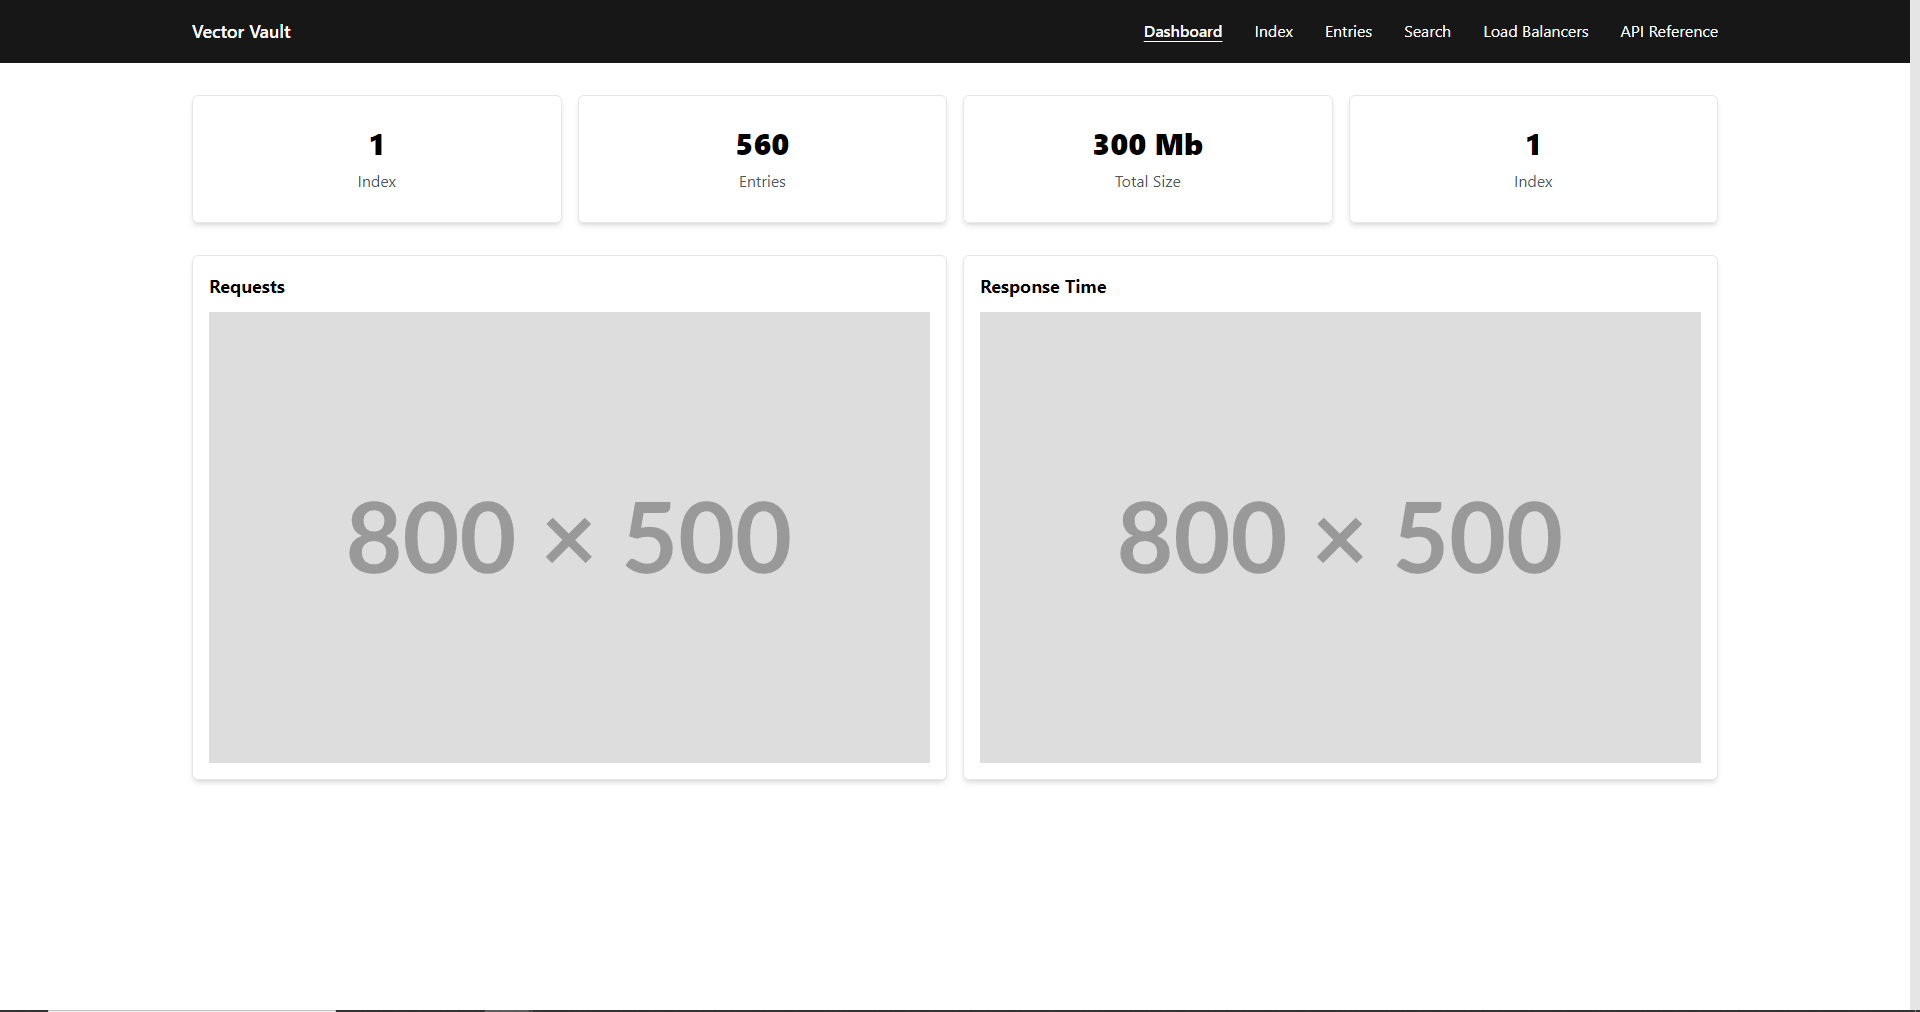 Vector Vault
Dashboard Index Entries Search Load Balancers API Reference
1
Index
560
Entries
300 Mb
Total Size
1
Index
Requests
800 × 500
Response Time
800 × 500